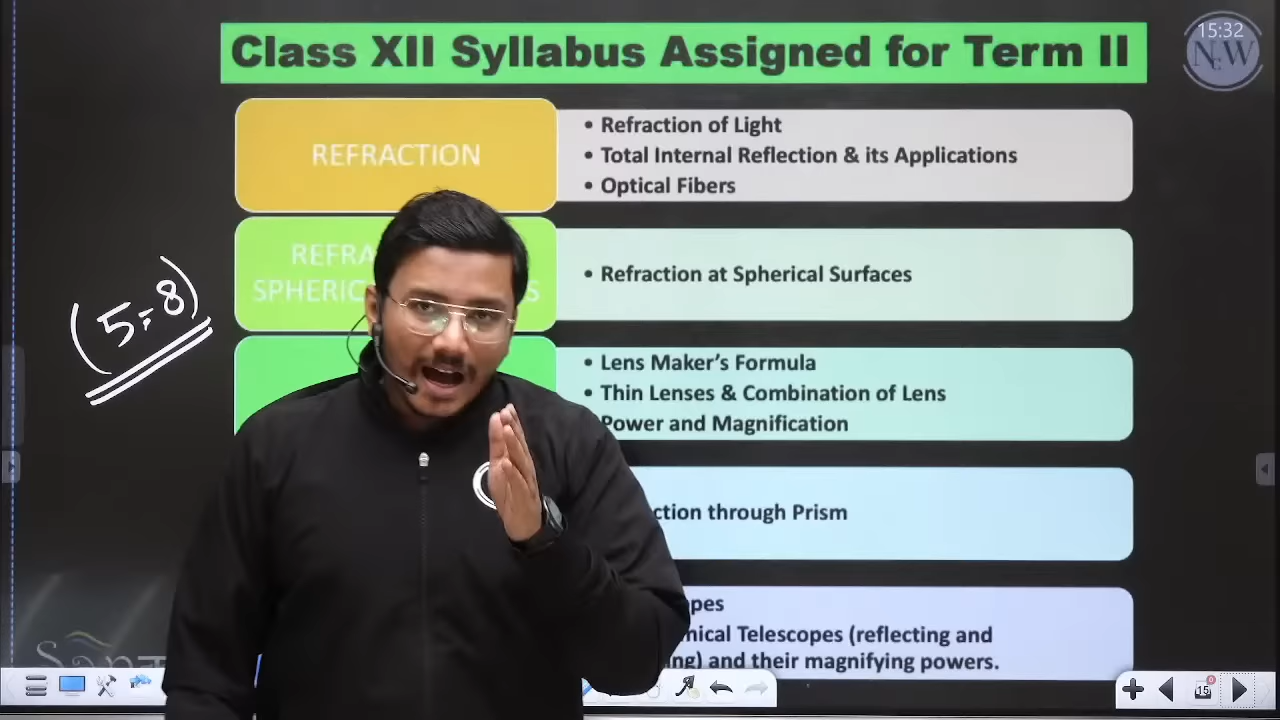 Class XII Syllabus Assigned for Term II
15:32
REFRACTION
• Refraction of Light
• Total Internal Reflection & its Applications
• Optical Fibers
• Refraction at Spherical Surfaces
(5-8)
• Lens Maker's Formula
• Thin Lenses & Combination of Lens
Power and Magnification
ction through Prism
pes
mical Telescopes (reflecting and
ng) and their magnifying powers.
15